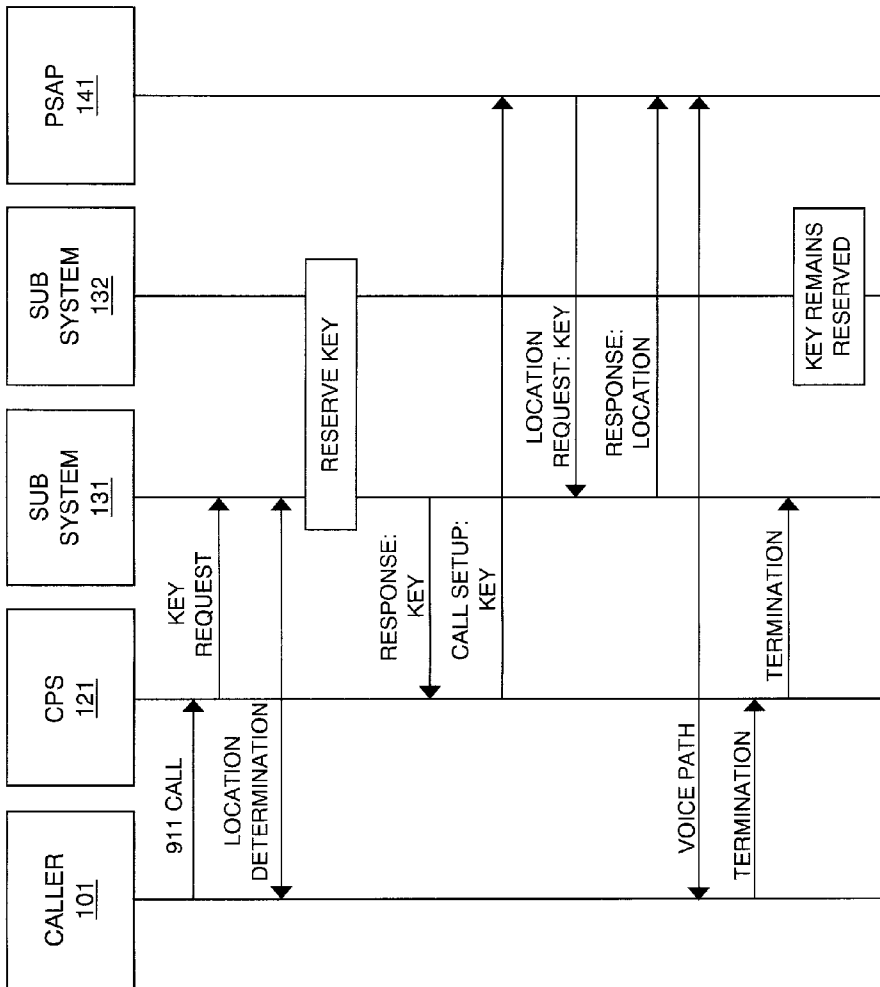 CALLER
101
CPS
121
SUB
SYSTEM
131
SUB
SYSTEM
132
PSAP
141
911 CALL
KEY
REQUEST
LOCATION
DETERMINATION
RESERVE KEY
RESPONSE:
KEY
CALL SETUP:
KEY
LOCATION
REQUEST: KEY
RESPONSE:
LOCATION
VOICE PATH
TERMINATION
TERMINATION
KEY REMAINS
RESERVED